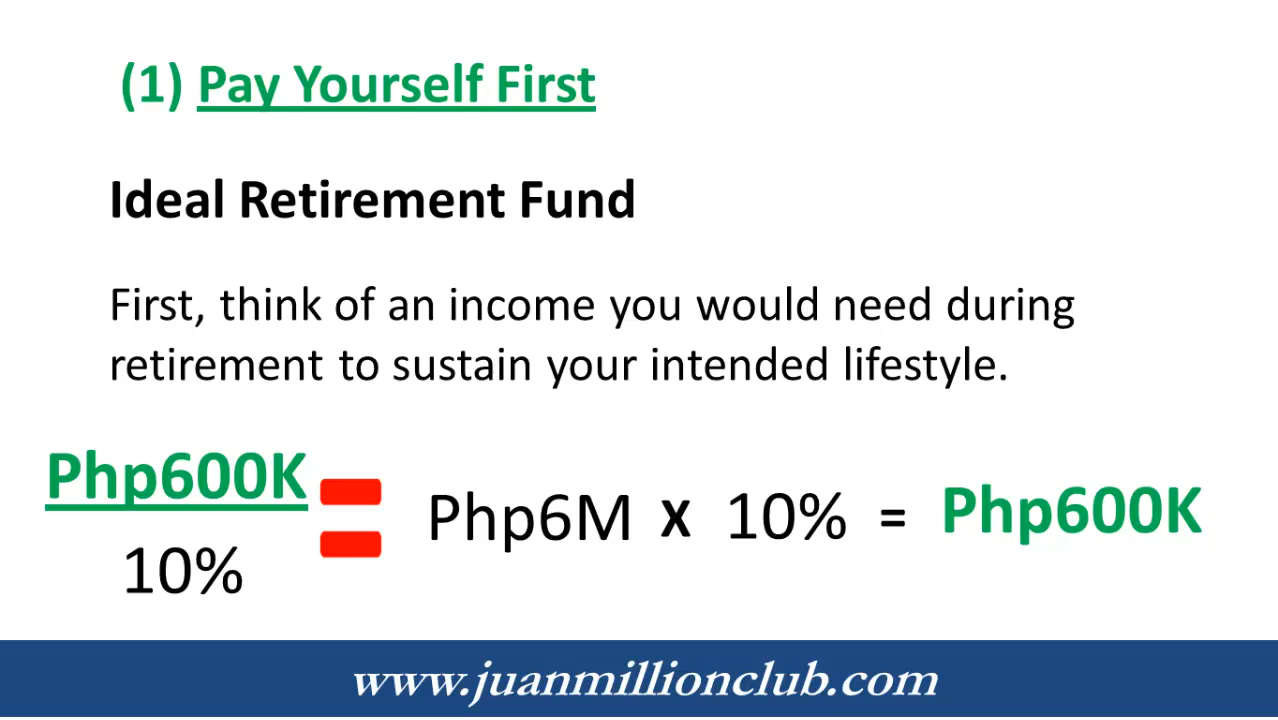 (1) Pay Yourself First
Ideal Retirement Fund
First, think of an income you would need during
retirement to sustain your intended lifestyle.
Php600K
10%
= Php6M X 10% = Php600K
www.juanmillionclub.com